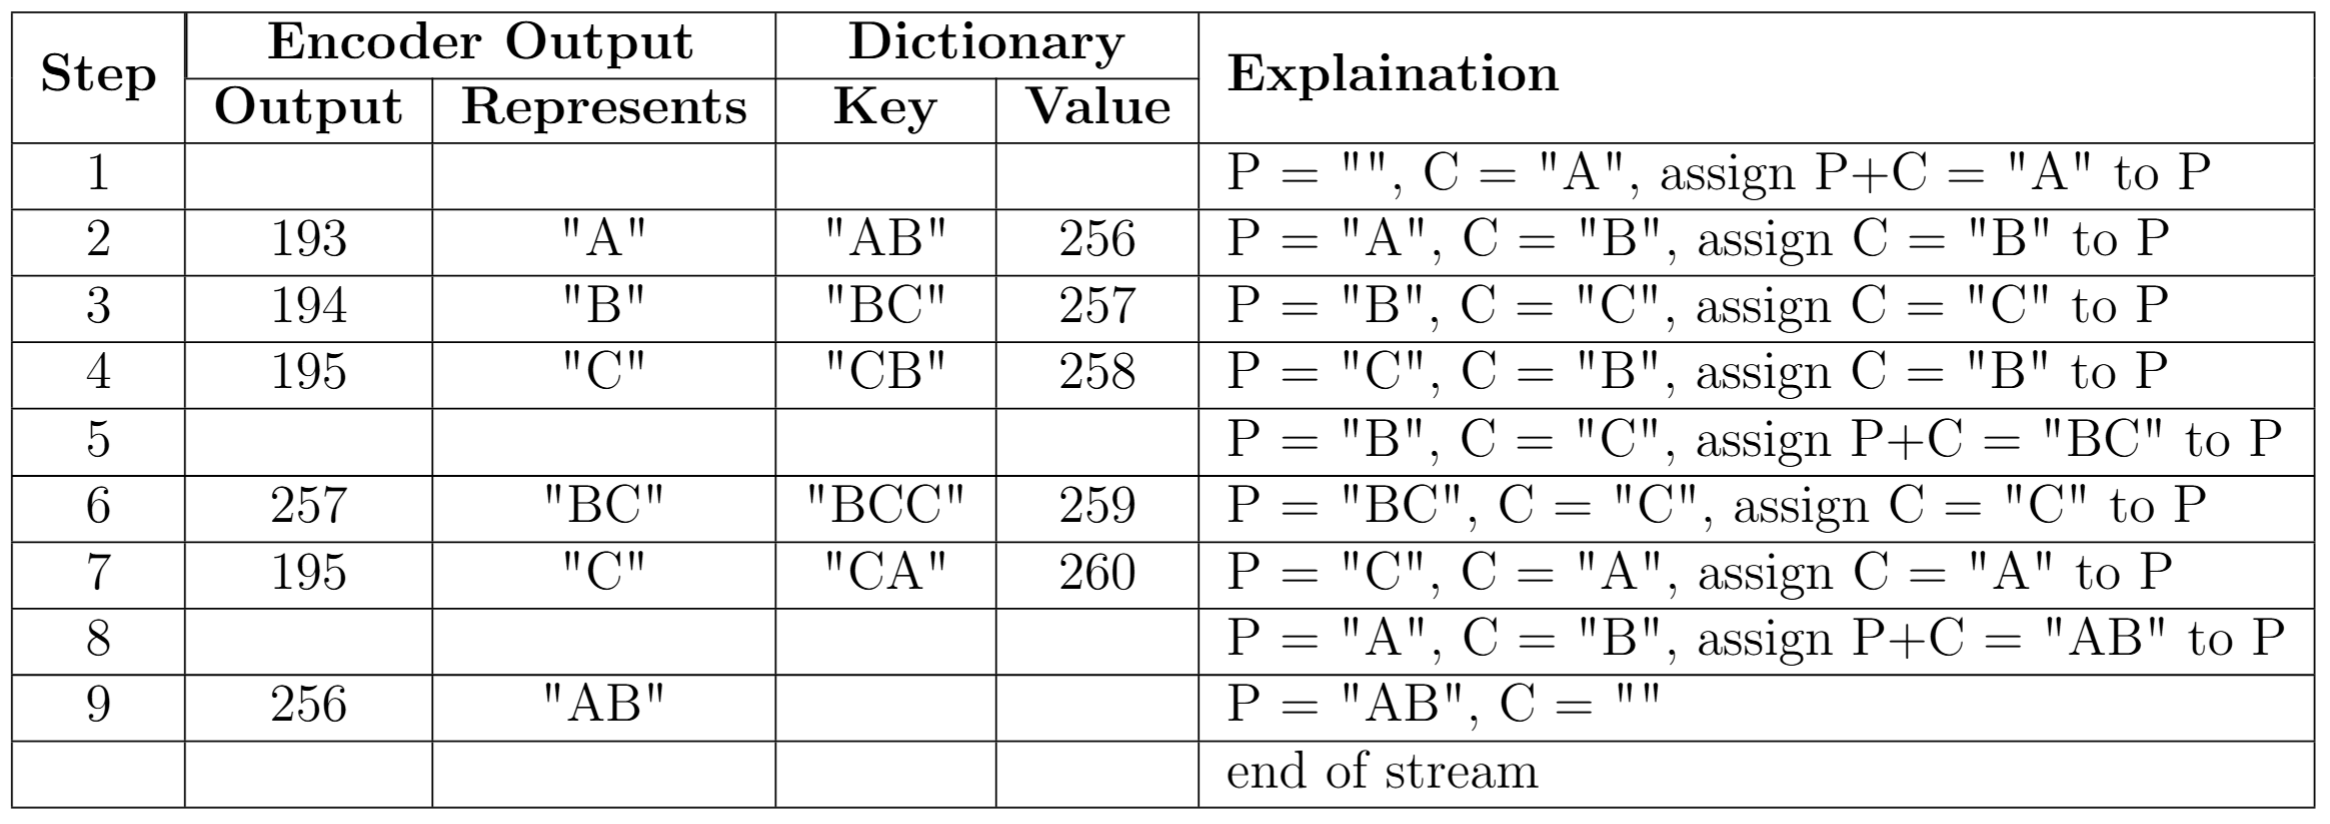 Step Encoder Output Dictionary Explaination
Output Represents Key Value
1 P = "", C = "A", assign P+C = "A" to P
2 193 "A" "AB" 256 P = "A", C = "B", assign C = "B" to P
3 194 "B" "BC" 257 P = "B", C = "C", assign C = "C" to P
4 195 "C" "CB" 258 P = "C", C = "B", assign C = "B" to P
5 P = "B", C = "C", assign P+C = "BC" to P
6 257 "BC" "BCC" 259 P = "BC", C = "C", assign C = "C" to P
7 195 "C" "CA" 260 P = "C", C = "A", assign C = "A" to P
8 P = "A", C = "B", assign P+C = "AB" to P
9 256 "AB" P = "AB", C = ""
end of stream